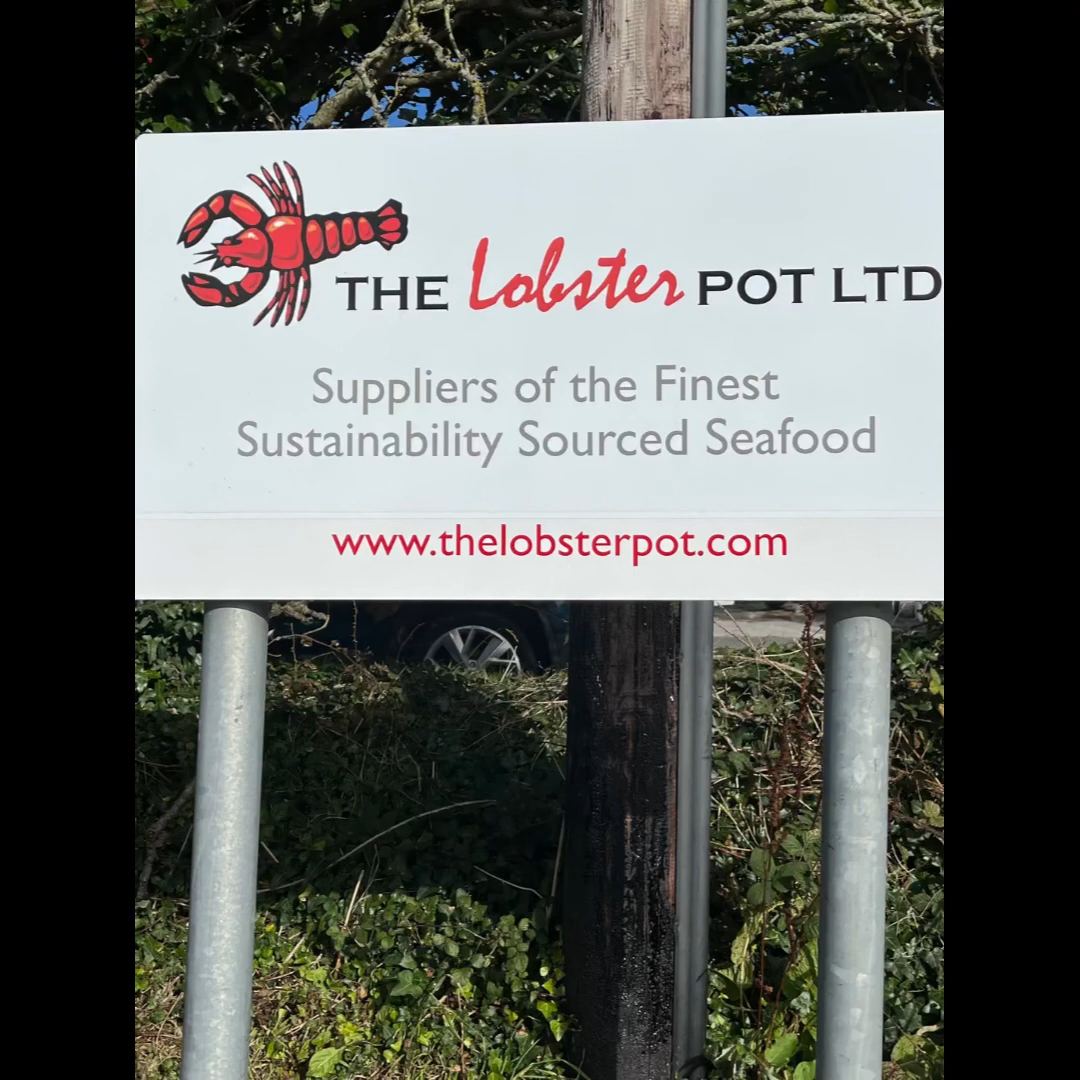 THE Lobster POT LTD
Suppliers of the Finest
Sustainability Sourced Seafood
www.thelobsterpot.com